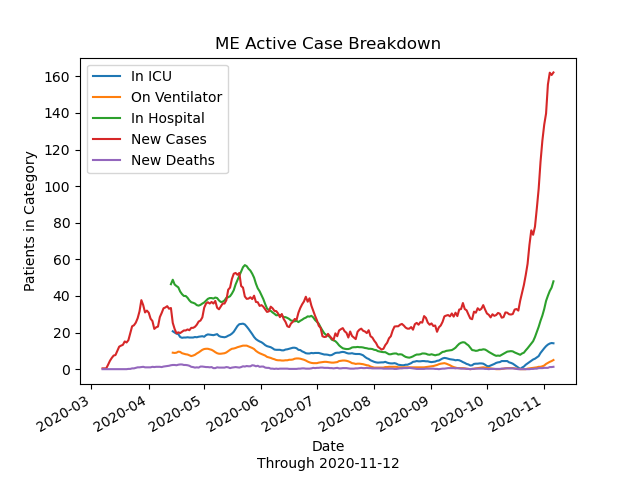 ME Active Case Breakdown
In ICU
On Ventilator
In Hospital
New Cases
New Deaths
Patients in Category
160
140
120
100
80
60
40
20
0
2020-03
2020-04
2020-05
2020-06
2020-07
2020-08
2020-09
2020-10
2020-11
Date
Through 2020-11-12